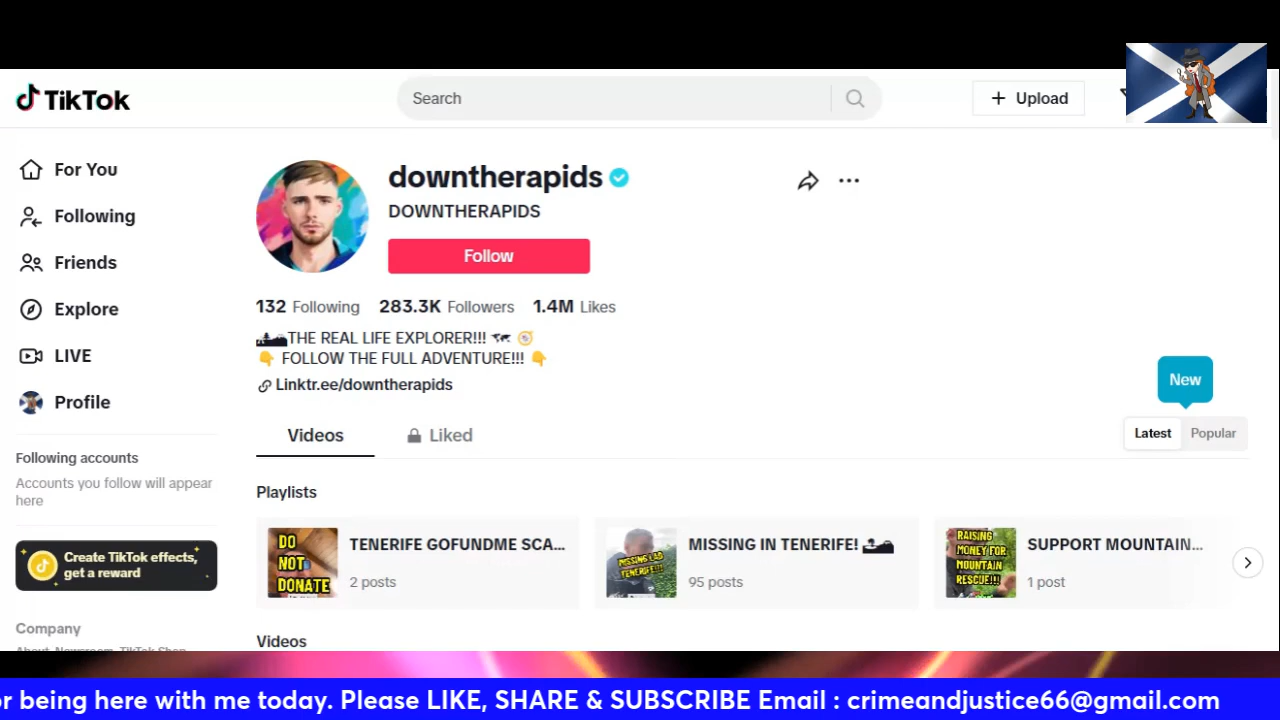 TikTok
Search
+ Upload
For You
Following
Friends
Explore
LIVE
Profile
Following accounts
Accounts you follow will appear
here
Create TikTok effects,
get a reward
Company
downtherapids
DOWNTHERAPIDS
Follow
132 Following 283.3K Followers 1.4M Likes
THE REAL LIFE EXPLORER!!!
FOLLOW THE FULL ADVENTURE!!!
Linktr.ee/downtherapids
New
Videos Liked
Latest Popular
Playlists
DO
NOT
DONATE
TENERIFE GOFUNDME SCA...
2 posts
MISSING LAD
TENERIFE!!!
MISSING IN TENERIFE!
95 posts
RAISING
MONEY FOR
MOUNTAIN
RESCUE!!!
SUPPORT MOUNTAIN...
1 post
Videos
or being here with me today. Please LIKE, SHARE & SUBSCRIBE Email : crimeandjustice66@gmail.com